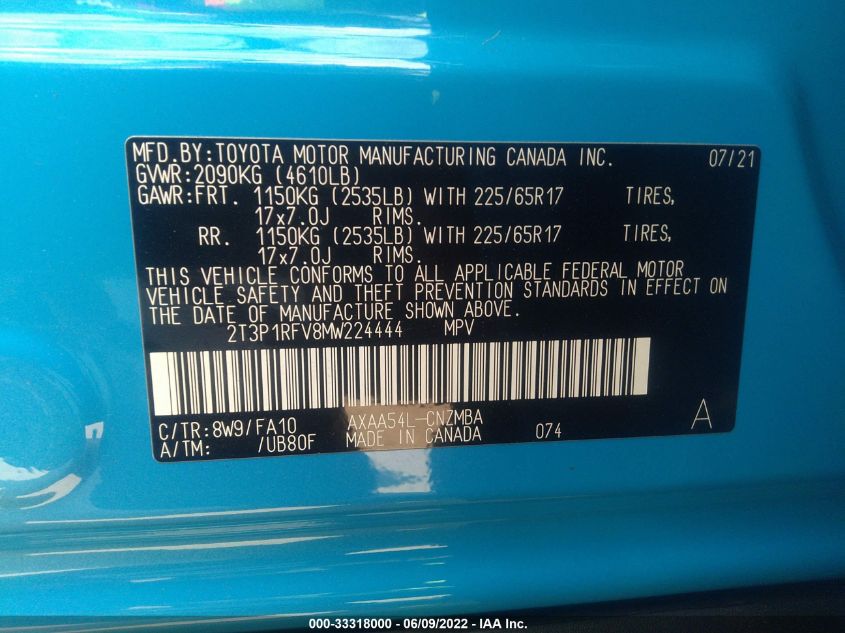 MFD.BY:TOYOTA MOTOR MANUFACTURING CANADA INC. 07/21
GVWR:2090KG (4610LB)
GAWR:FRT. 1150KG (2535LB) WITH 225/65R17 TIRES,
17x7.0J RIMS.
RR. 1150KG (2535LB) WITH 225/65R17 TIRES,
17x7.0J RIMS.
THIS VEHICLE CONFORMS TO ALL APPLICABLE FEDERAL MOTOR
VEHICLE SAFETY AND THEFT PREVENTION STANDARDS IN EFFECT ON
THE DATE OF MANUFACTURE SHOWN ABOVE.
2T3P1RFV8MW224444 MPV
C/TR:8W9/FA10 AXAA54L-CNZMBA A
A/TM: /UB80F MADE IN CANADA 074
000-33318000 - 06/09/2022 - IAA Inc.